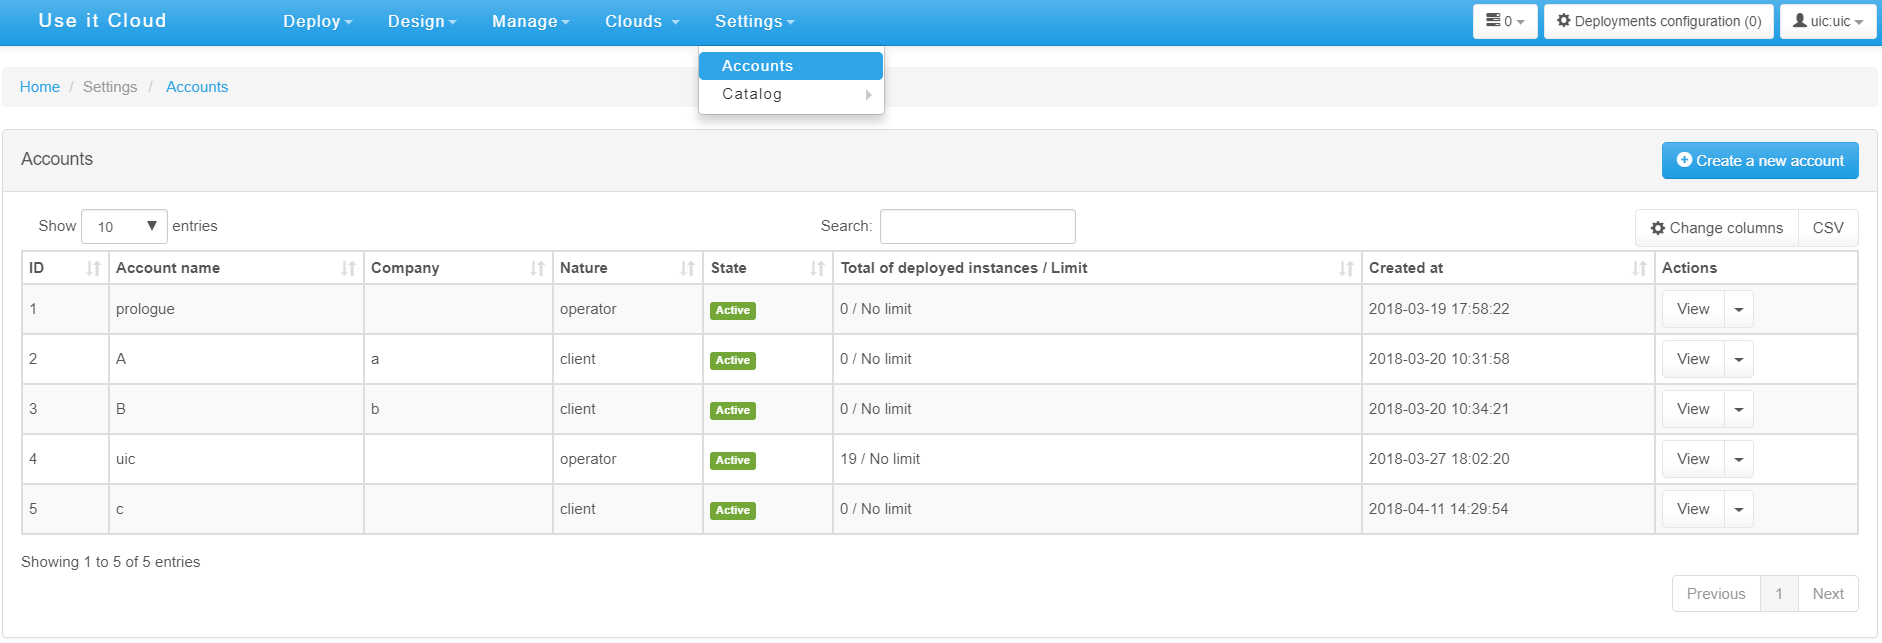 Use it Cloud Deploy Design Manage Clouds Settings 0 Deployments configuration (0) uic:uic
Accounts
Catalog
Home / Settings / Accounts
Accounts Create a new account
Show 10 entries Search: Change columns CSV
ID Account name Company Nature State Total of deployed instances / Limit Created at Actions
1 prologue operator Active 0 / No limit 2018-03-19 17:58:22 View
2 A a client Active 0 / No limit 2018-03-20 10:31:58 View
3 B b client Active 0 / No limit 2018-03-20 10:34:21 View
4 uic operator Active 19 / No limit 2018-03-27 18:02:20 View
5 c client Active 0 / No limit 2018-04-11 14:29:54 View
Showing 1 to 5 of 5 entries
Previous 1 Next